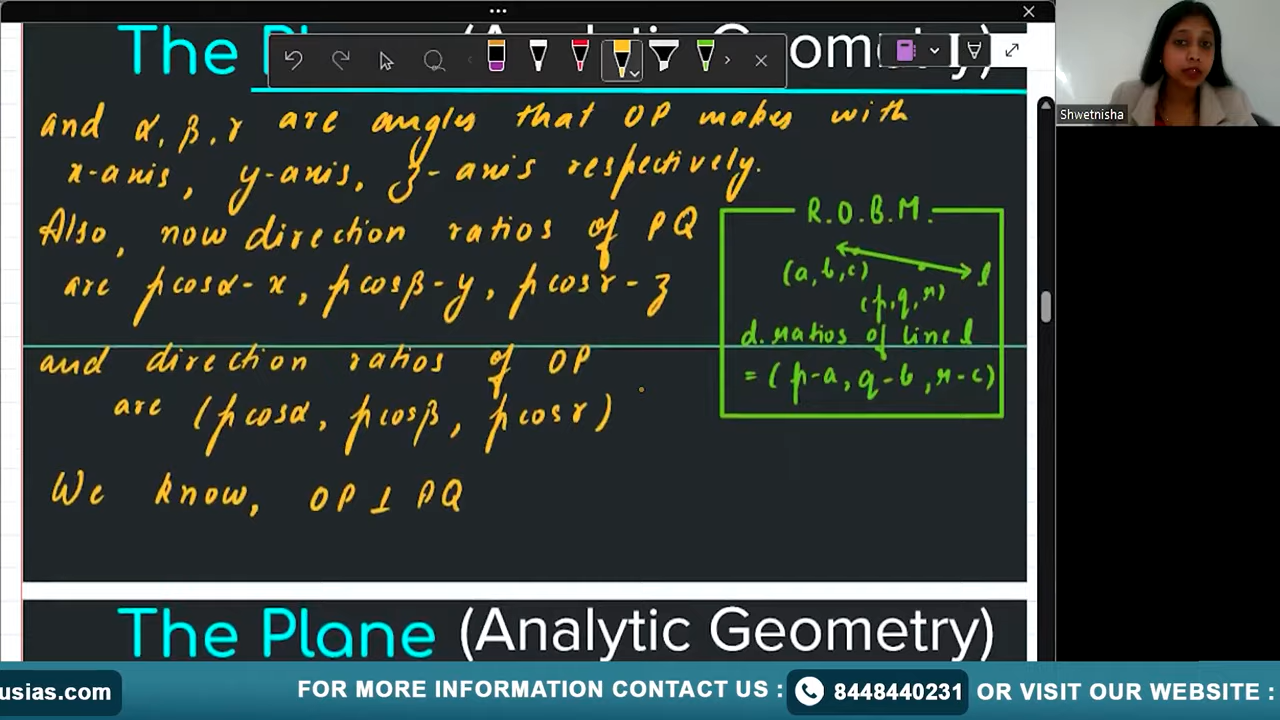 The Pl (Analytic Geometry)
Shwetnisha
and α, β, γ are angles that OP makes with
x-axis, y-axis, z-axis respectively.
Also, now direction ratios of PQ
are pcosα-x, pcosβ-y, pcosγ-z
R.O.B.M.
(a,b,c) l
(p,q,r)
d. ratios of line l
= (p-a, q-b, r-c)
and direction ratios of OP
are (pcosα, pcosβ, pcosγ)
We know, OP ⊥ PQ
The Plane (Analytic Geometry)
usias.com FOR MORE INFORMATION CONTACT US : 8448440231 OR VISIT OUR WEBSITE :